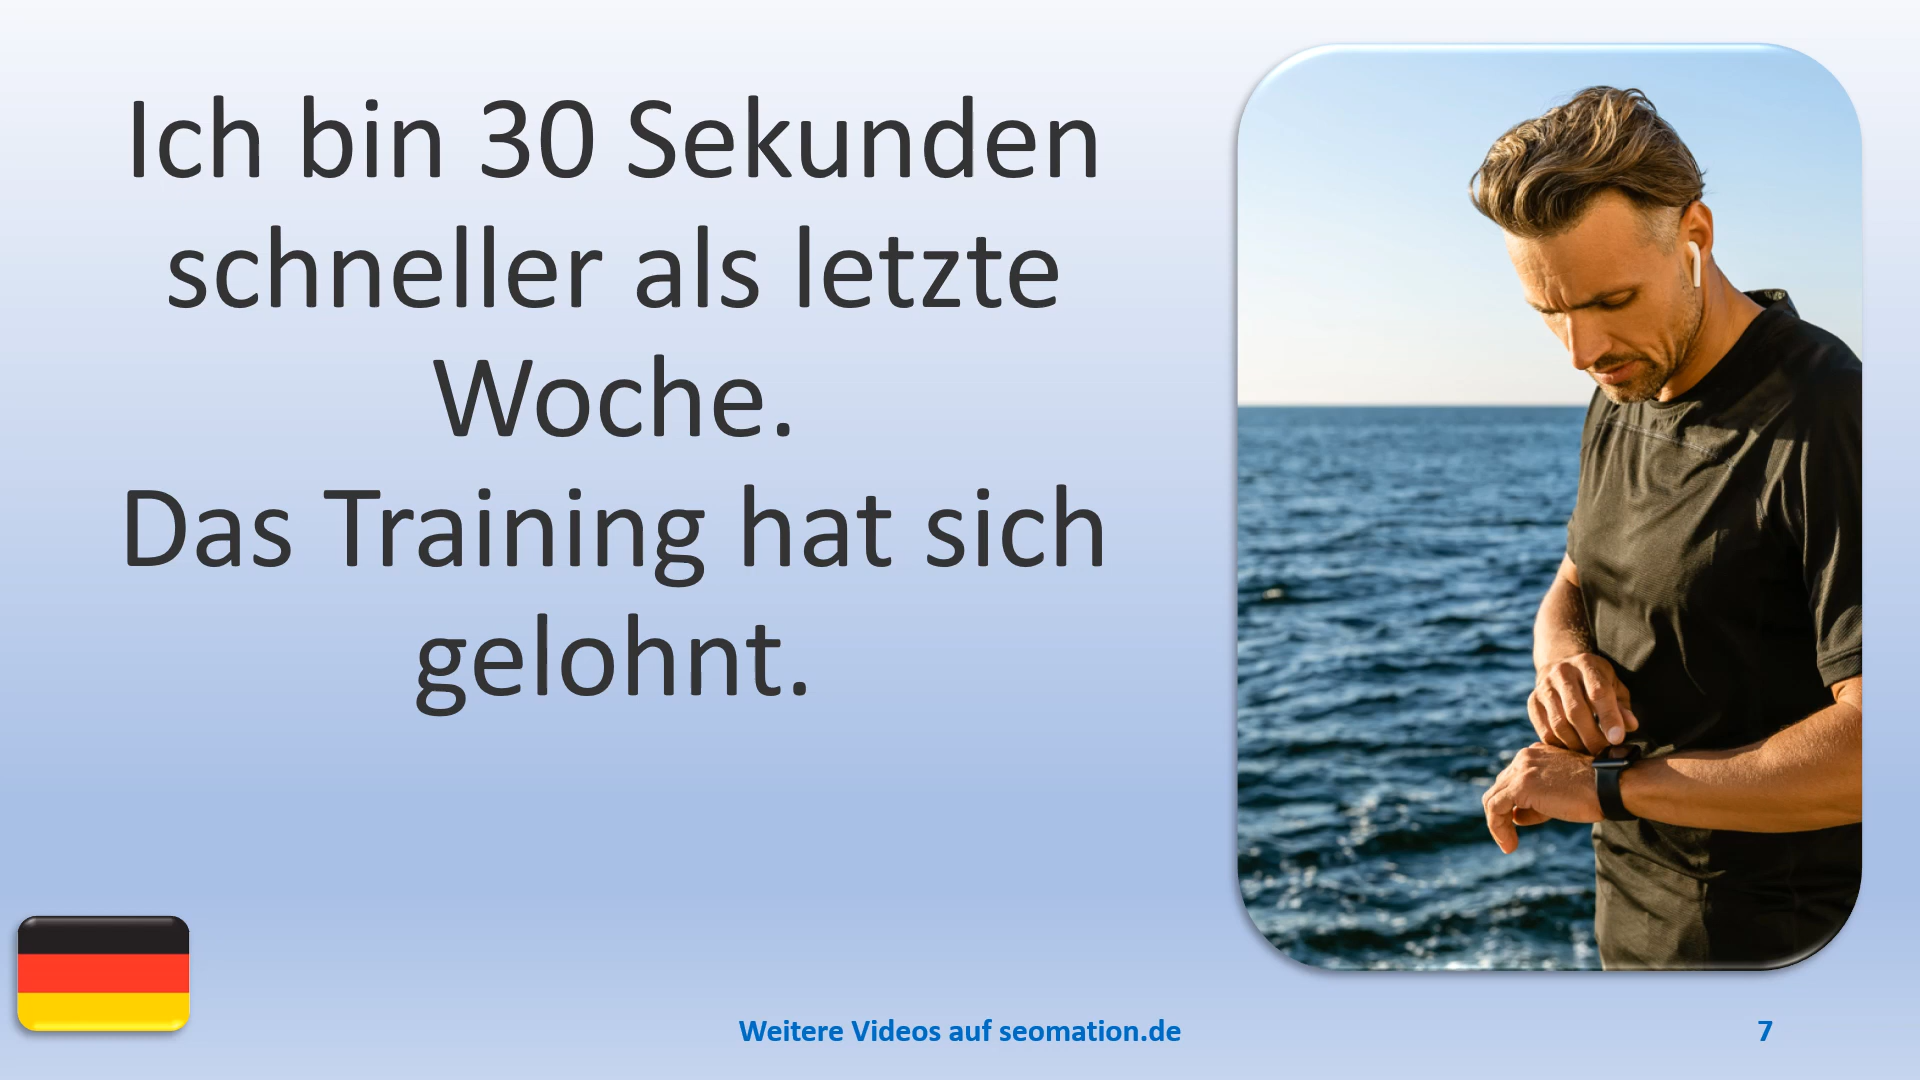 Ich bin 30 Sekunden
schneller als letzte
Woche.
Das Training hat sich
gelohnt.
Weitere Videos auf seomation.de
7